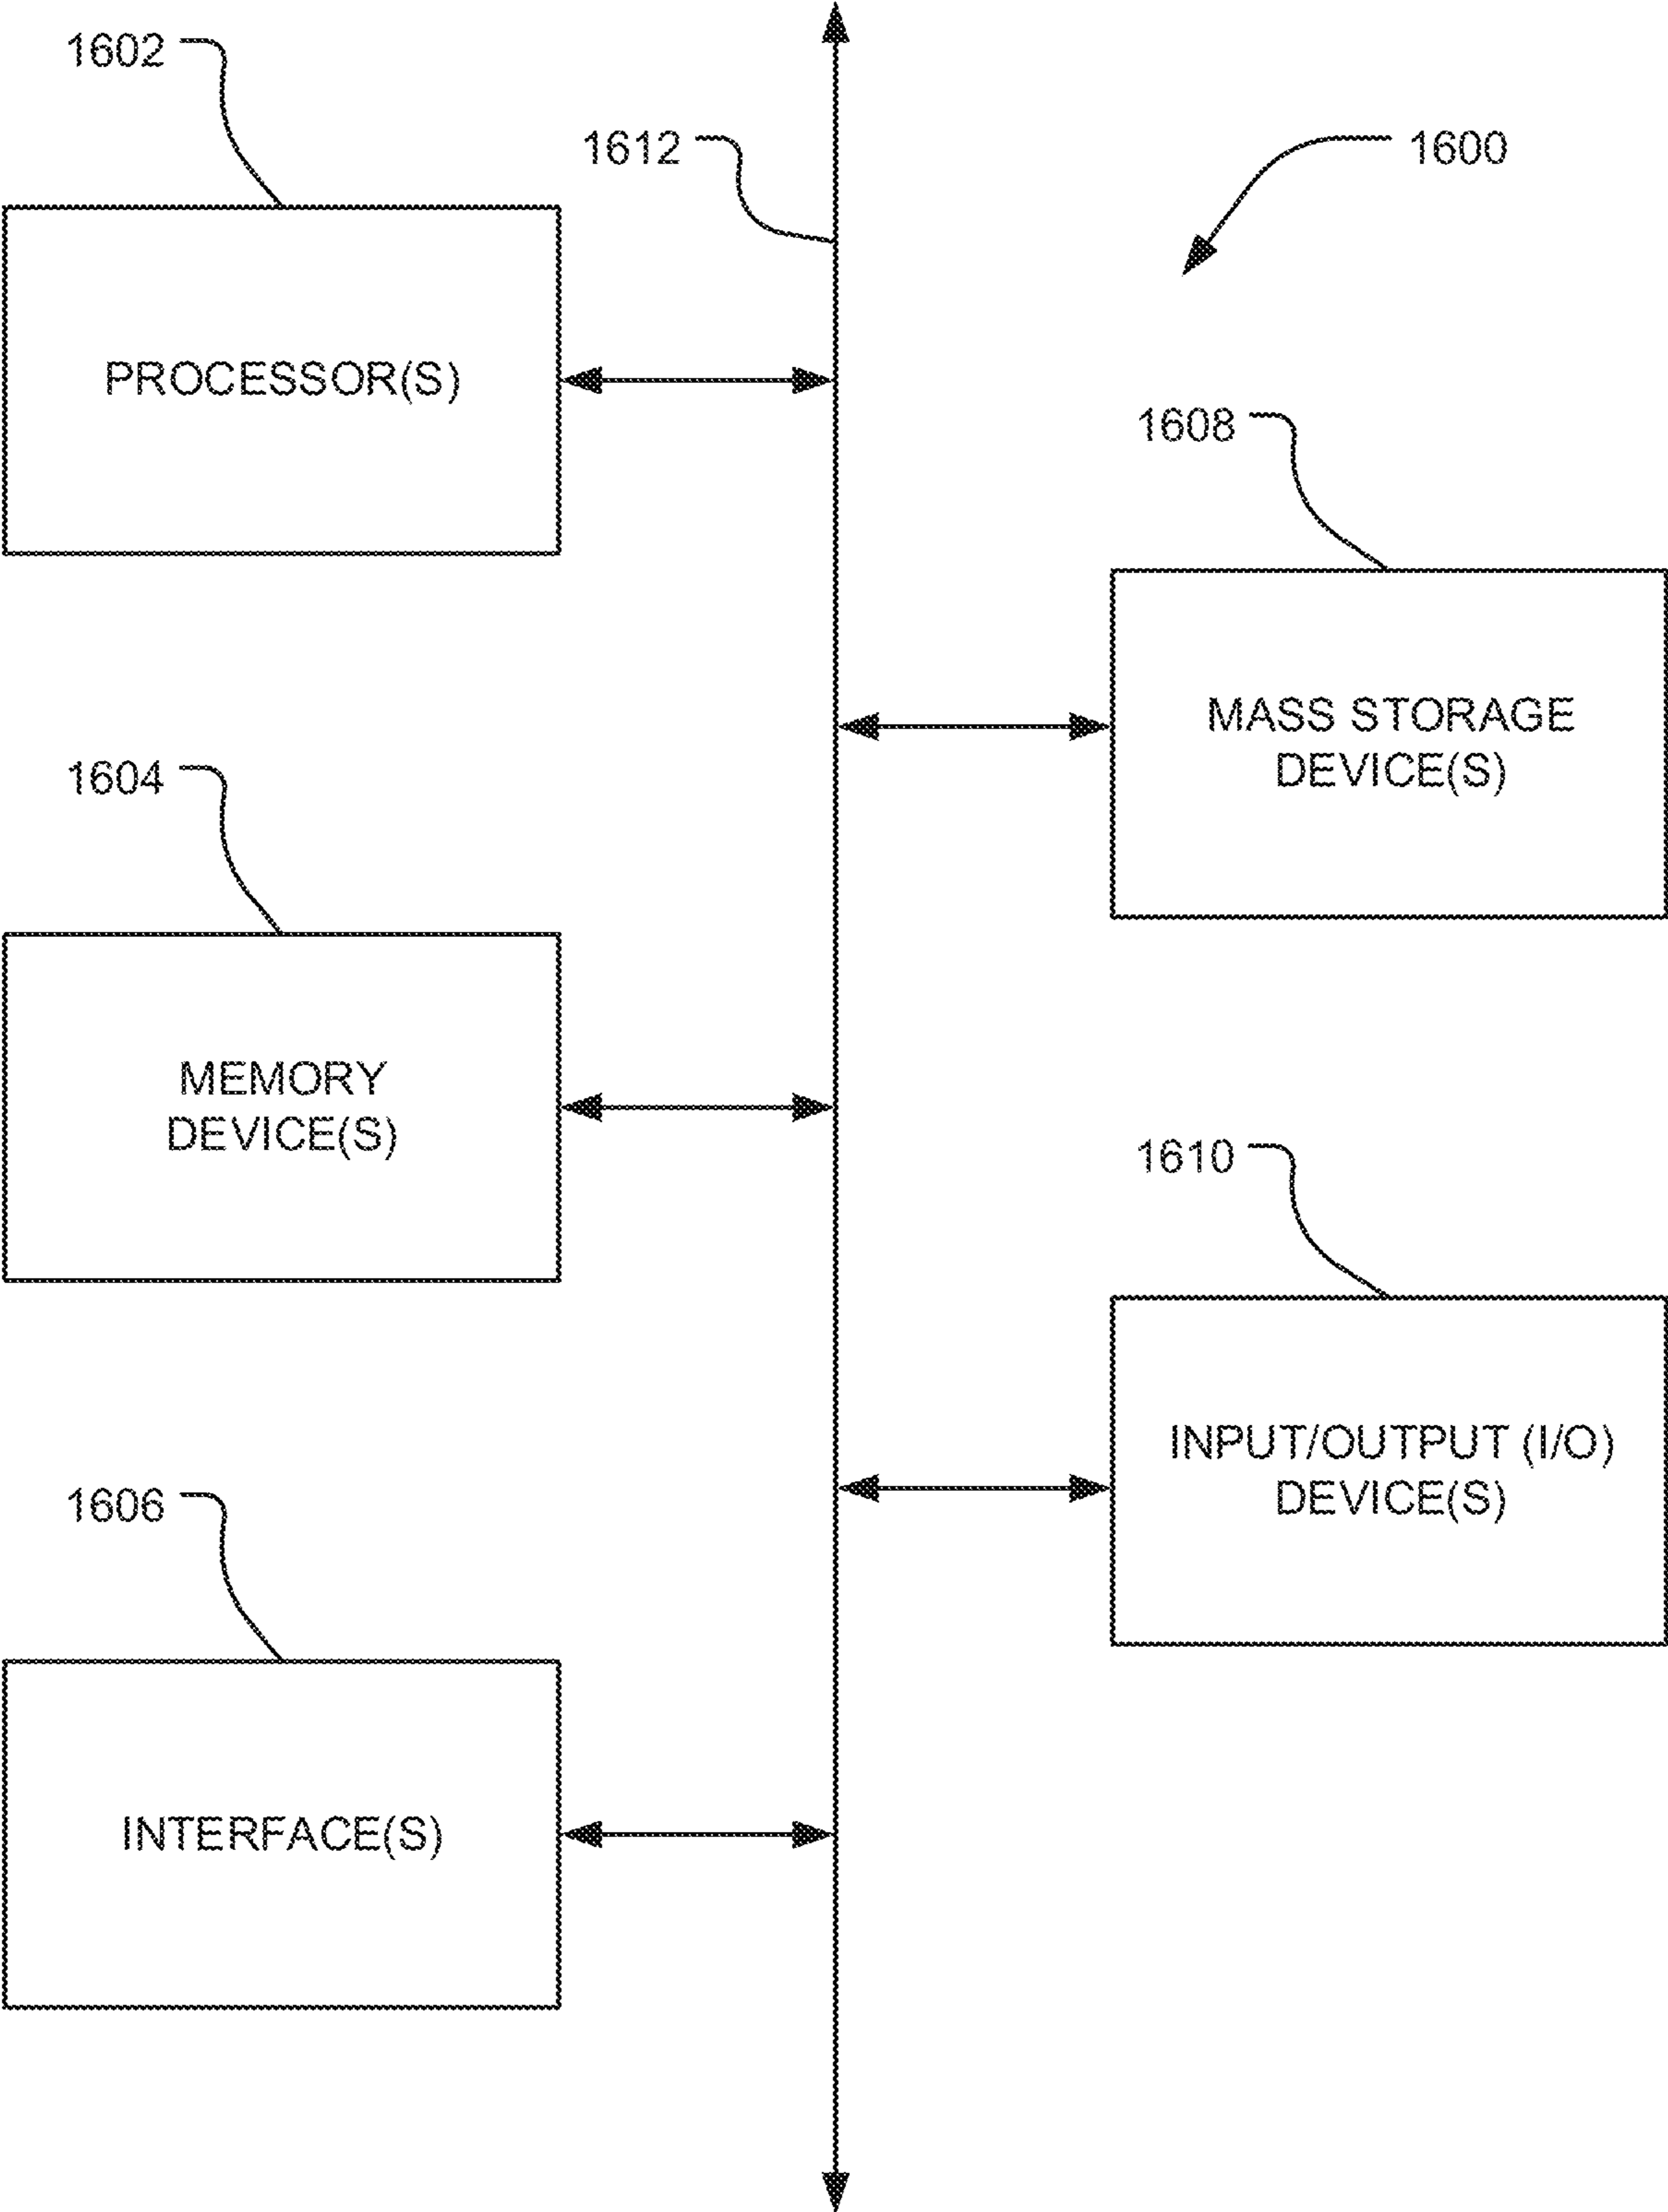 1602
1612
1600
PROCESSOR(S)
1608
MASS STORAGE
DEVICE(S)
1604
MEMORY
DEVICE(S)
1610
INPUT/OUTPUT (I/O)
DEVICE(S)
1606
INTERFACE(S)